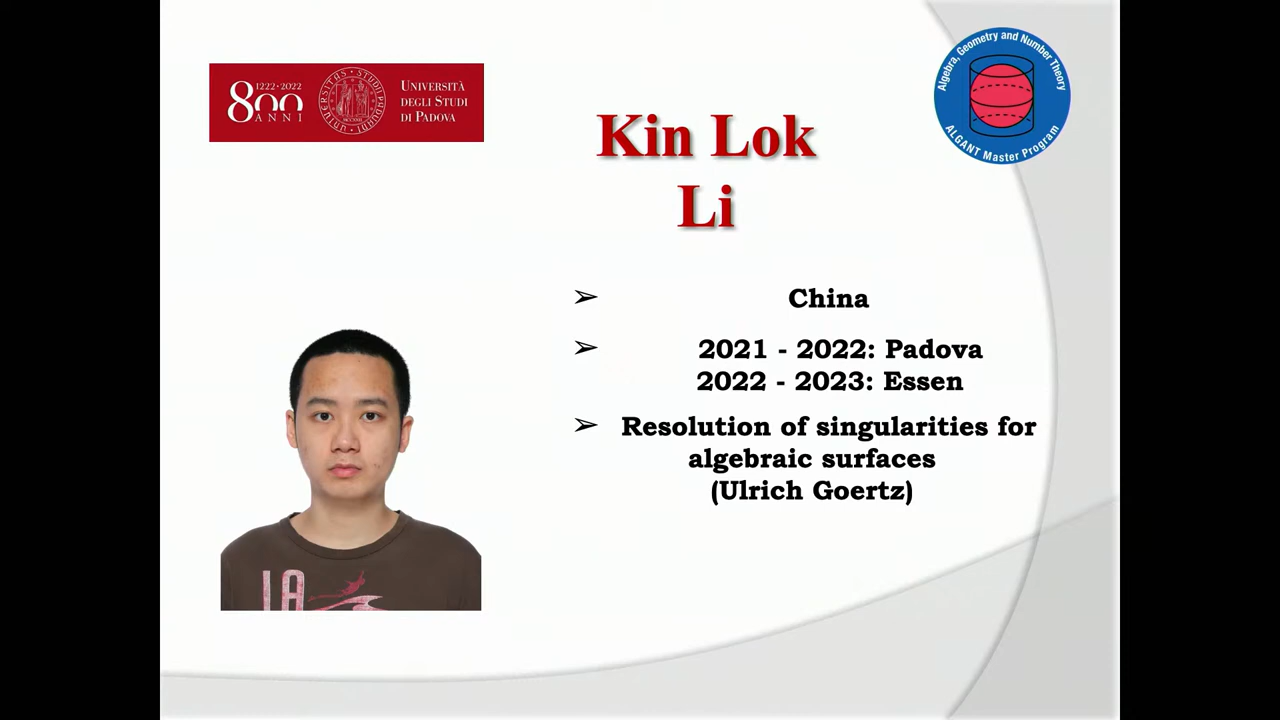 800
1222·2022
ANNI
UNIVERSITÀ
DEGLI STUDI
DI PADOVA
Algebra, Geometry and Number Theory
ALGANT Master Program
Kin Lok
Li
➢ China
➢ 2021 - 2022: Padova
2022 - 2023: Essen
➢ Resolution of singularities for
algebraic surfaces
(Ulrich Goertz)
LA